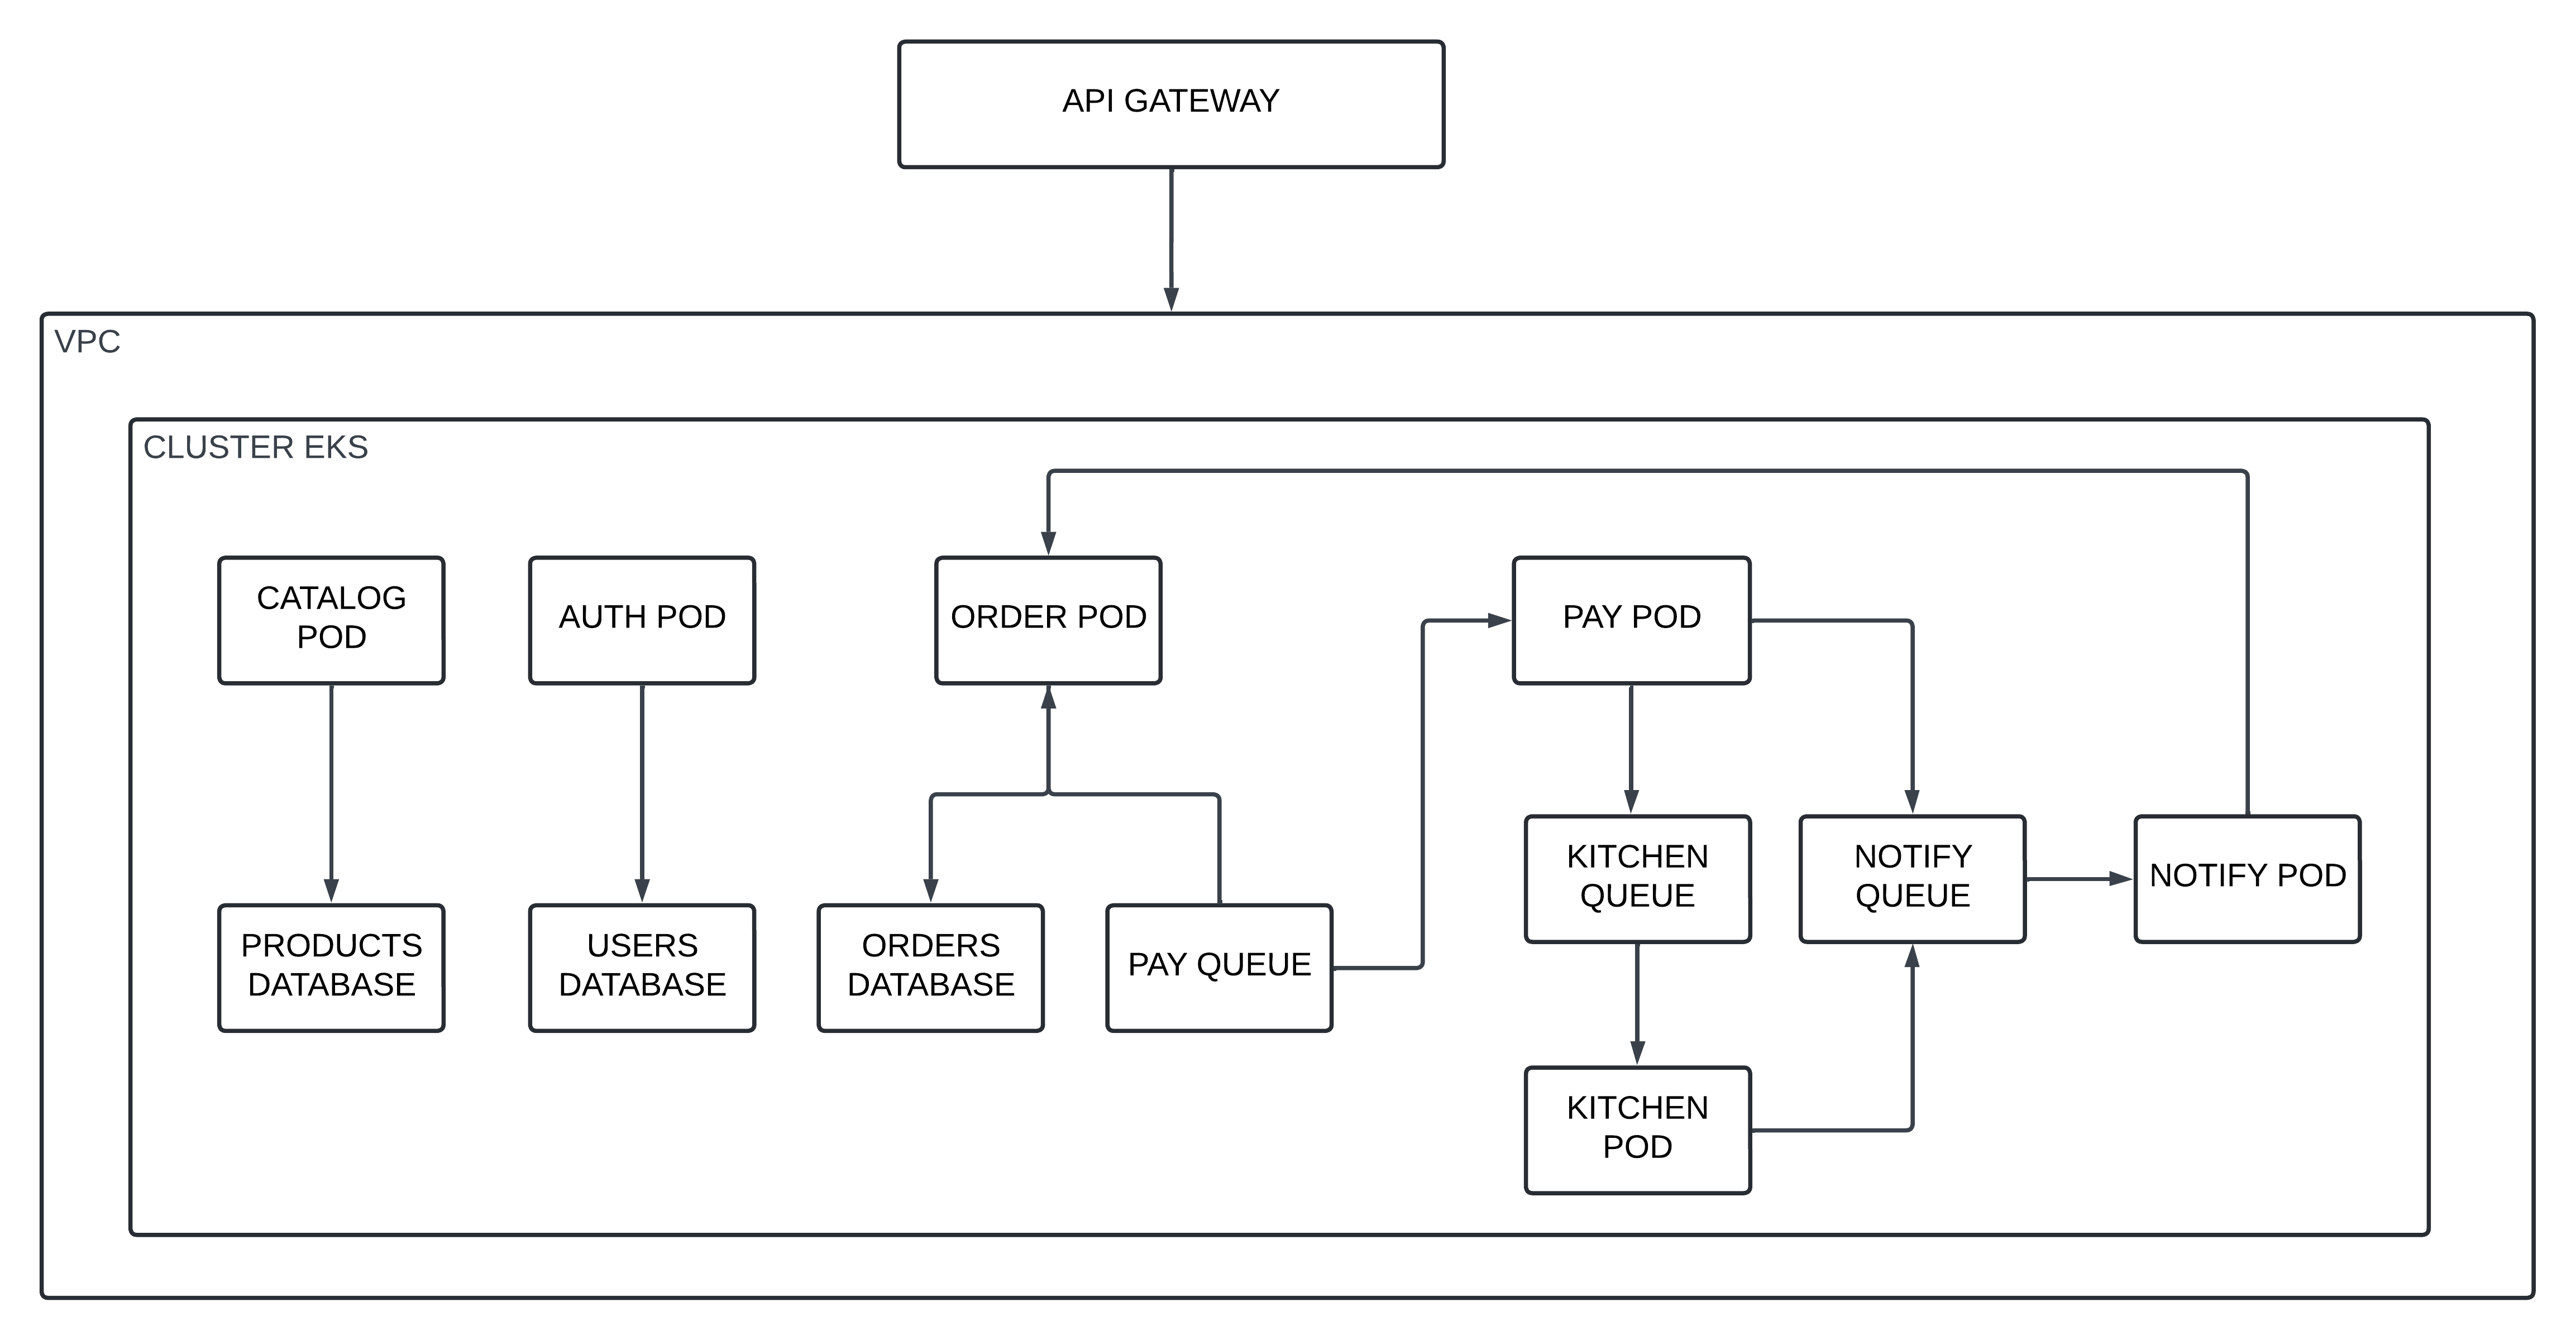 API GATEWAY
VPC
CLUSTER EKS
CATALOG
POD
AUTH POD
ORDER POD
PAY POD
KITCHEN
QUEUE
NOTIFY
QUEUE
NOTIFY POD
PRODUCTS
DATABASE
USERS
DATABASE
ORDERS
DATABASE
PAY QUEUE
KITCHEN
POD